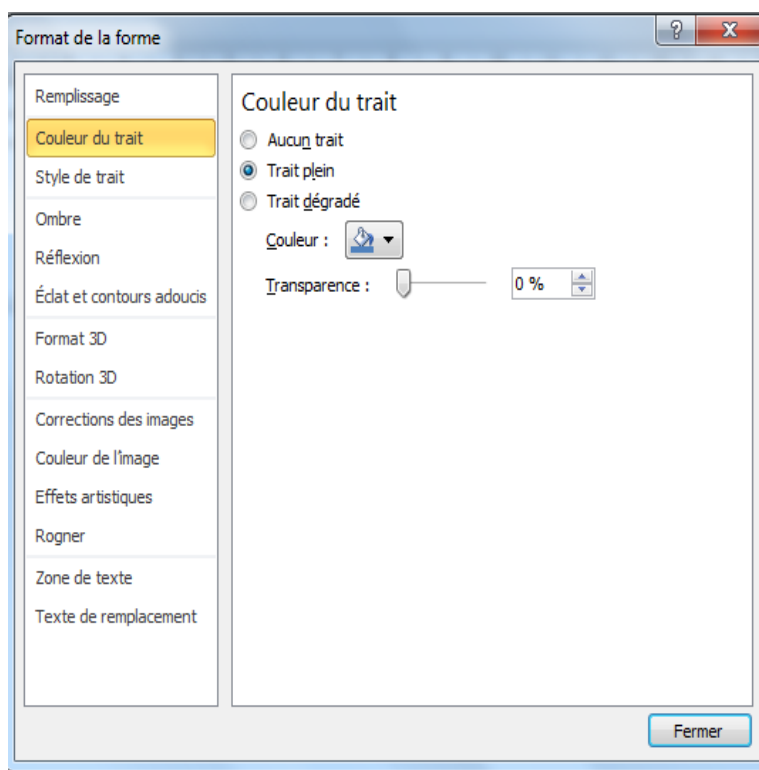 Format de la forme
Remplissage
Couleur du trait
Style de trait
Ombre
Réflexion
Éclat et contours adoucis
Format 3D
Rotation 3D
Corrections des images
Couleur de l'image
Effets artistiques
Rogner
Zone de texte
Texte de remplacement
Couleur du trait
Aucun trait
Trait plein
Trait dégradé
Couleur :
Transparence : 0 %
Fermer